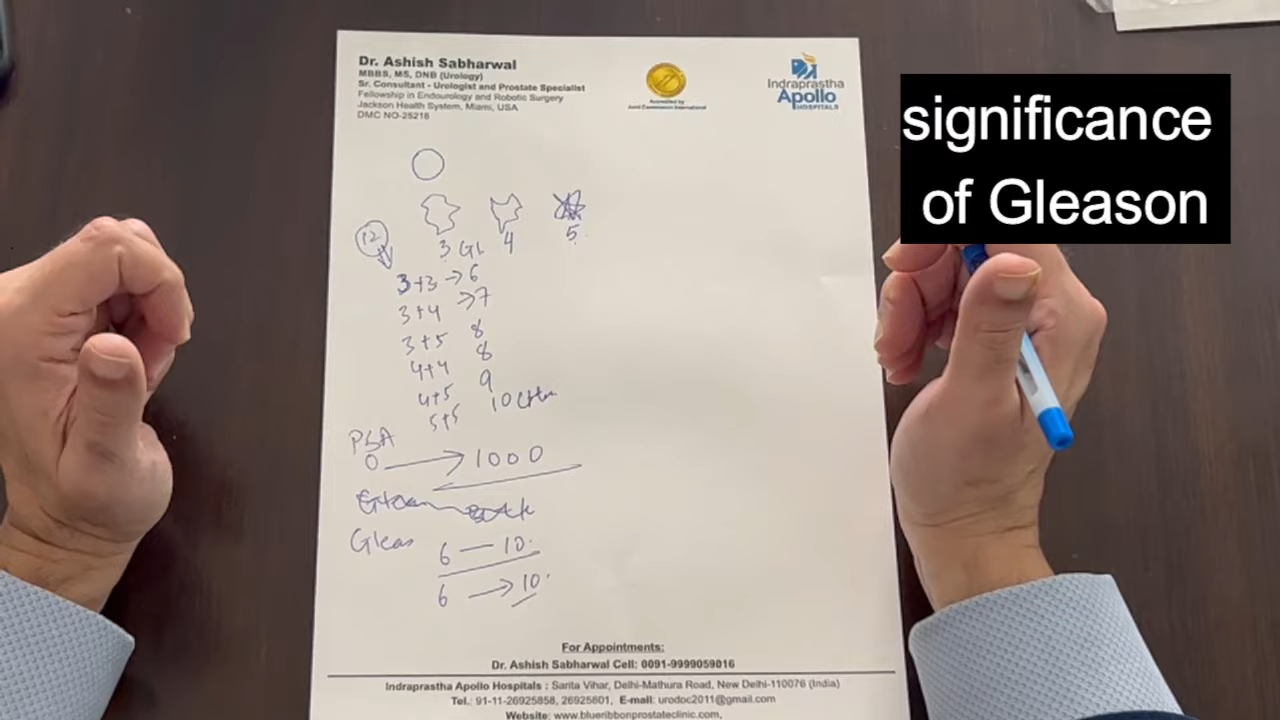 Dr. Ashish Sabharwal
MBBS, MS, DNB (Urology)
Sr. Consultant - Urologist and Prostate Specialist
Fellowship in Endourology and Robotic Surgery
Jackson Health System, Miami, USA
DMC NO-25216
Accredited by
Joint Commission International
Indraprastha
Apollo
HOSPITALS
significance
of Gleason
12
3 GL 4 5
3+3 → 6
3+4 → 7
3+5 8
4+4 8
4+5 9
5+5 10
PSA
0 → 1000
Gleas 6 — 10
6 → 10
For Appointments:
Dr. Ashish Sabharwal Cell: 0091-9999059016
Indraprastha Apollo Hospitals : Sarita Vihar, Delhi-Mathura Road, New Delhi-110076 (India)
Tel.: 91-11-26925858, 26925801, E-mail: urodoc2011@gmail.com
Website: www.blueribbonprostateclinic.com,